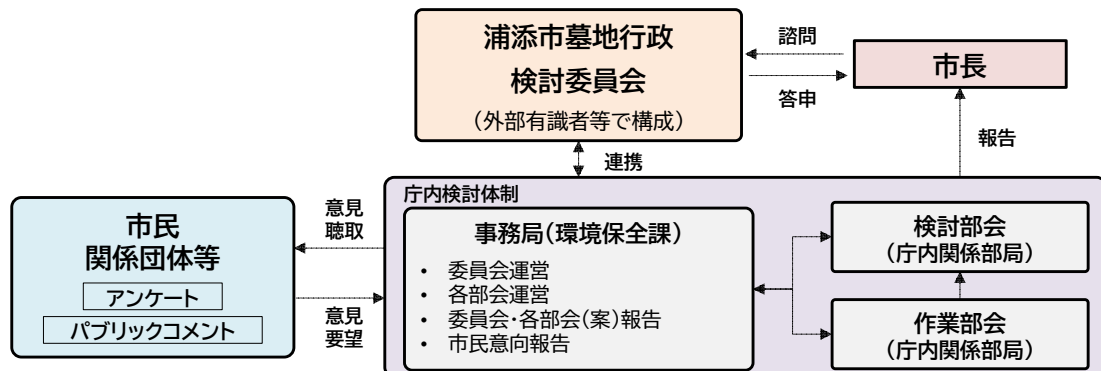 浦添市墓地行政
検討委員会
(外部有識者等で構成)
諮問
答申
市長
連携
報告
市民
関係団体等
アンケート
パブリックコメント
意見
聴取
意見
要望
庁内検討体制
事務局(環境保全課)
• 委員会運営
• 各部会運営
• 委員会・各部会(案)報告
• 市民意向報告
検討部会
(庁内関係部局)
作業部会
(庁内関係部局)